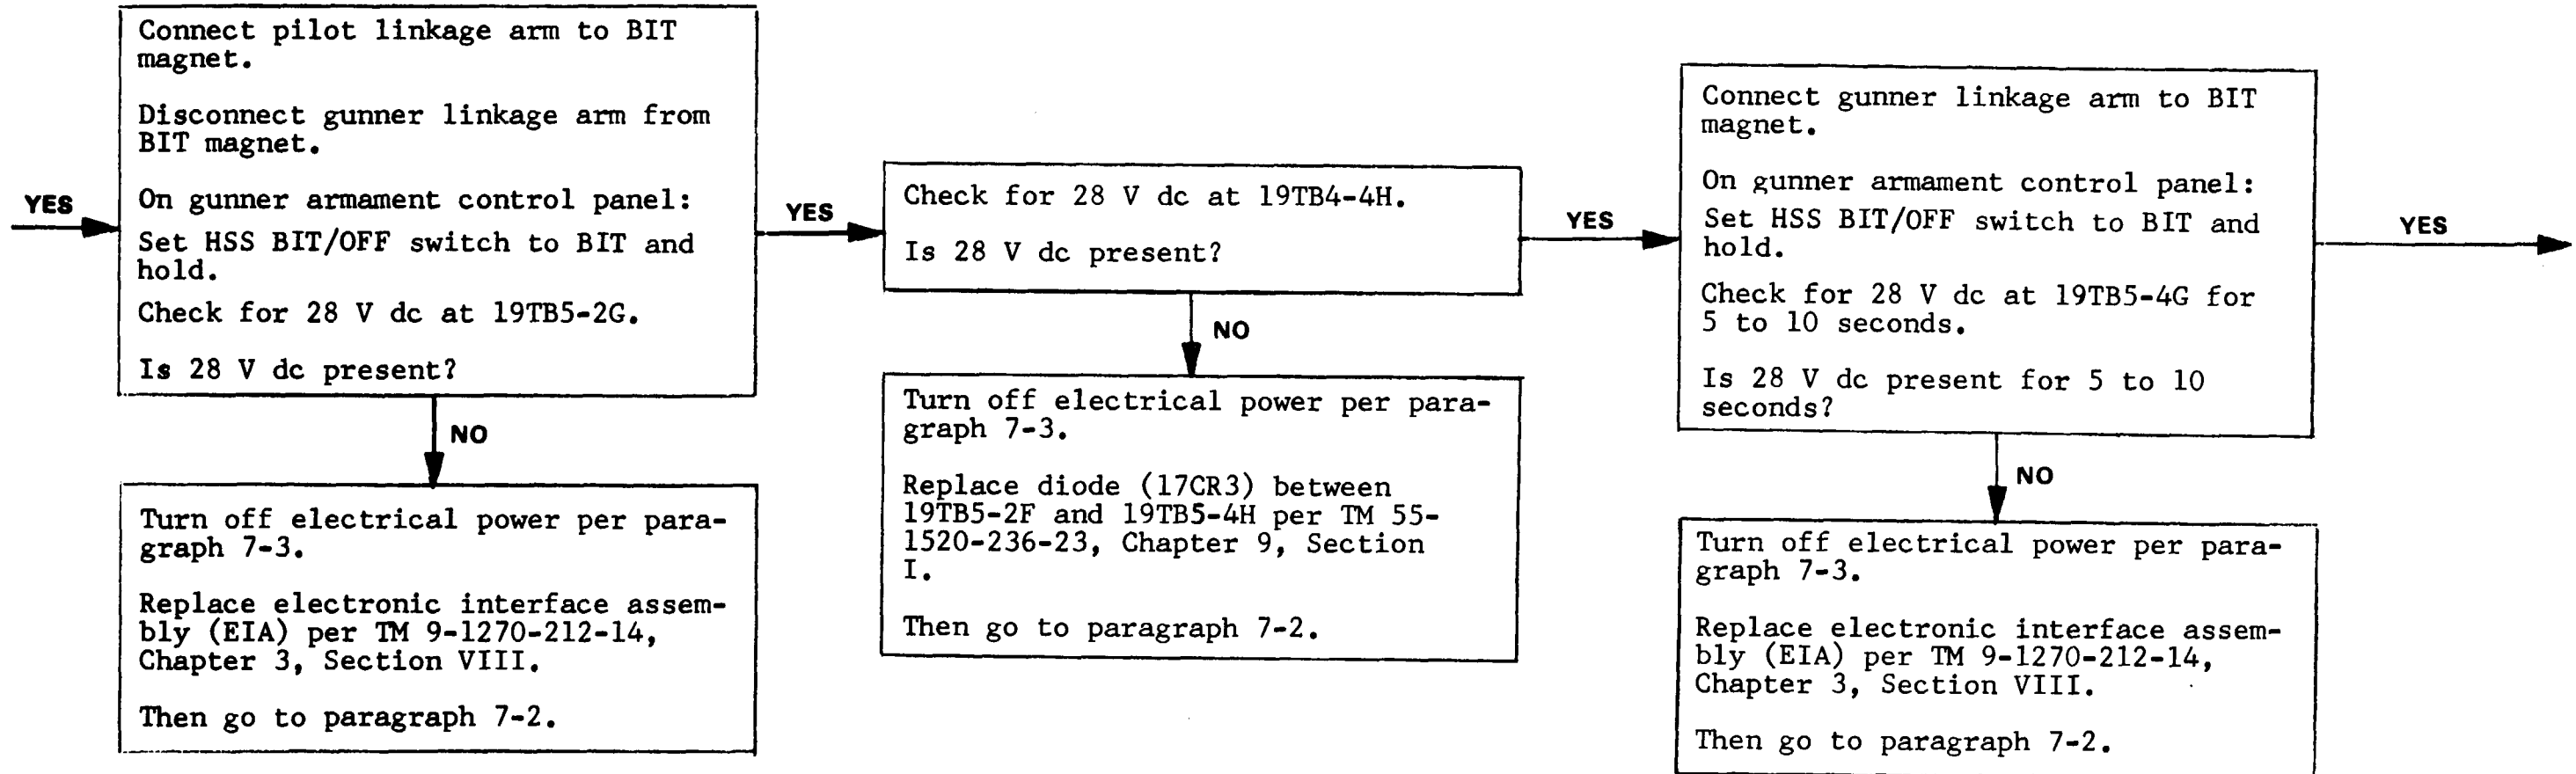 YES
Connect pilot linkage arm to BIT
magnet.
Disconnect gunner linkage arm from
BIT magnet.
On gunner armament control panel:
Set HSS BIT/OFF switch to BIT and
hold.
Check for 28 V dc at 19TB5-2G.
Is 28 V dc present?
NO
Turn off electrical power per para-
graph 7-3.
Replace electronic interface assem-
bly (EIA) per TM 9-1270-212-14,
Chapter 3, Section VIII.
Then go to paragraph 7-2.
YES
Check for 28 V dc at 19TB4-4H.
Is 28 V dc present?
NO
Turn off electrical power per para-
graph 7-3.
Replace diode (17CR3) between
19TB5-2F and 19TB5-4H per TM 55-
1520-236-23, Chapter 9, Section
I.
Then go to paragraph 7-2.
YES
Connect gunner linkage arm to BIT
magnet.
On gunner armament control panel:
Set HSS BIT/OFF switch to BIT and
hold.
Check for 28 V dc at 19TB5-4G for
5 to 10 seconds.
Is 28 V dc present for 5 to 10
seconds?
NO
Turn off electrical power per para-
graph 7-3.
Replace electronic interface assem-
bly (EIA) per TM 9-1270-212-14,
Chapter 3, Section VIII.
Then go to paragraph 7-2.
YES